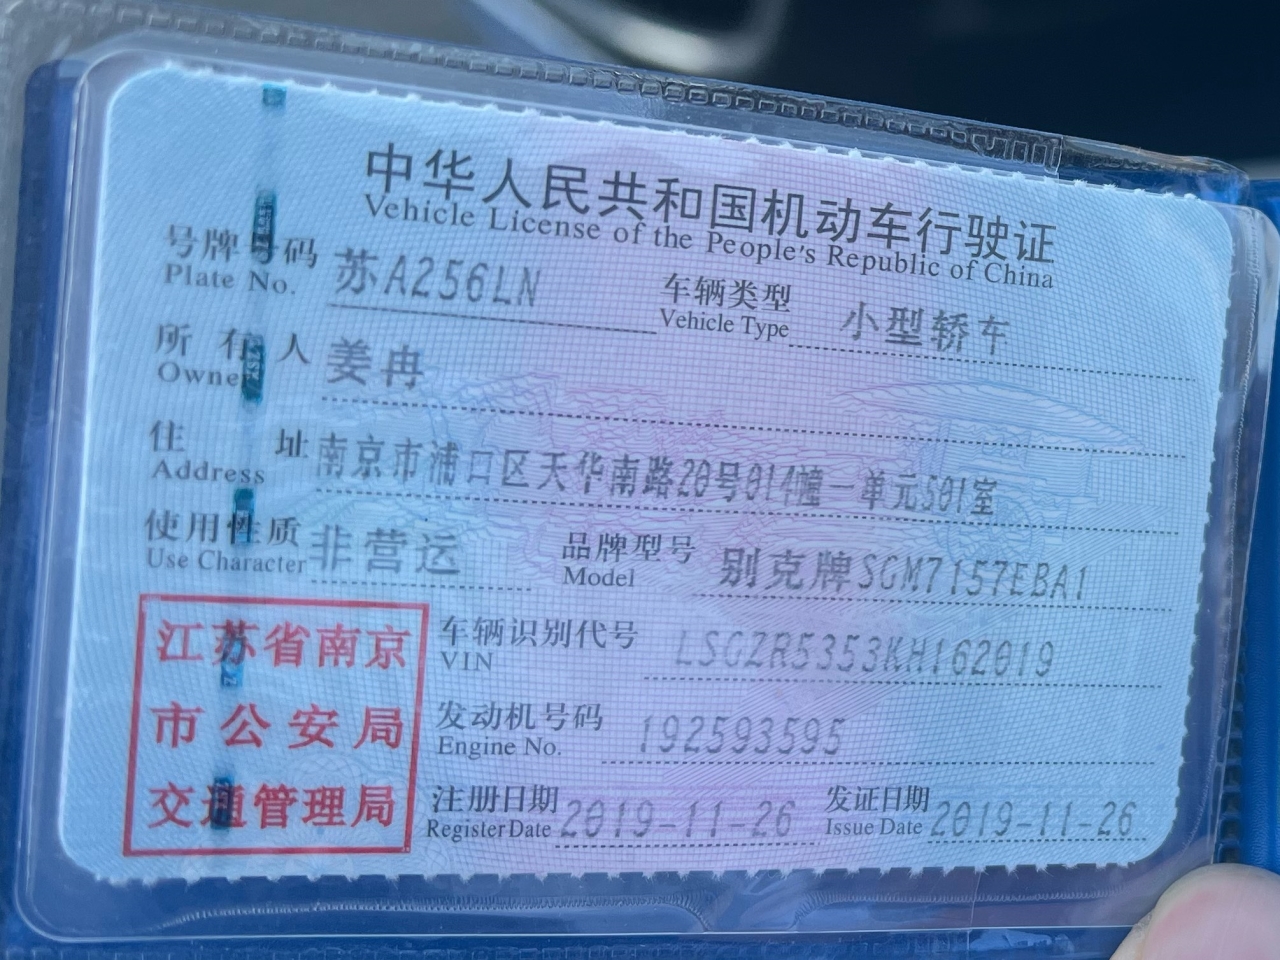 中华人民共和国机动车行驶证
Vehicle License of the People's Republic of China
号牌号码 苏A256LN 车辆类型 小型轿车
Plate No. Vehicle Type
所有人 姜冉
Owner
住址 南京市浦口区天华南路20号014幢一单元501室
Address
使用性质 非营运 品牌型号 别克牌SGM7157EBA1
Use Character Model
江苏省南京
市公安局
交通管理局
车辆识别代号 LSGZR5353KH162019
VIN
发动机号码 192593595
Engine No.
注册日期 2019-11-26 发证日期 2019-11-26
Register Date Issue Date